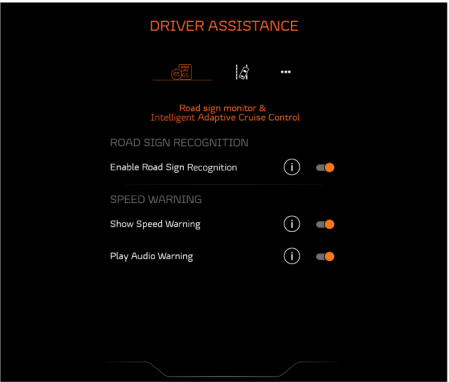 DRIVER ASSISTANCE
Road sign monitor &
Intelligent Adaptive Cruise Control
ROAD SIGN RECOGNITION
Enable Road Sign Recognition
SPEED WARNING
Show Speed Warning
Play Audio Warning